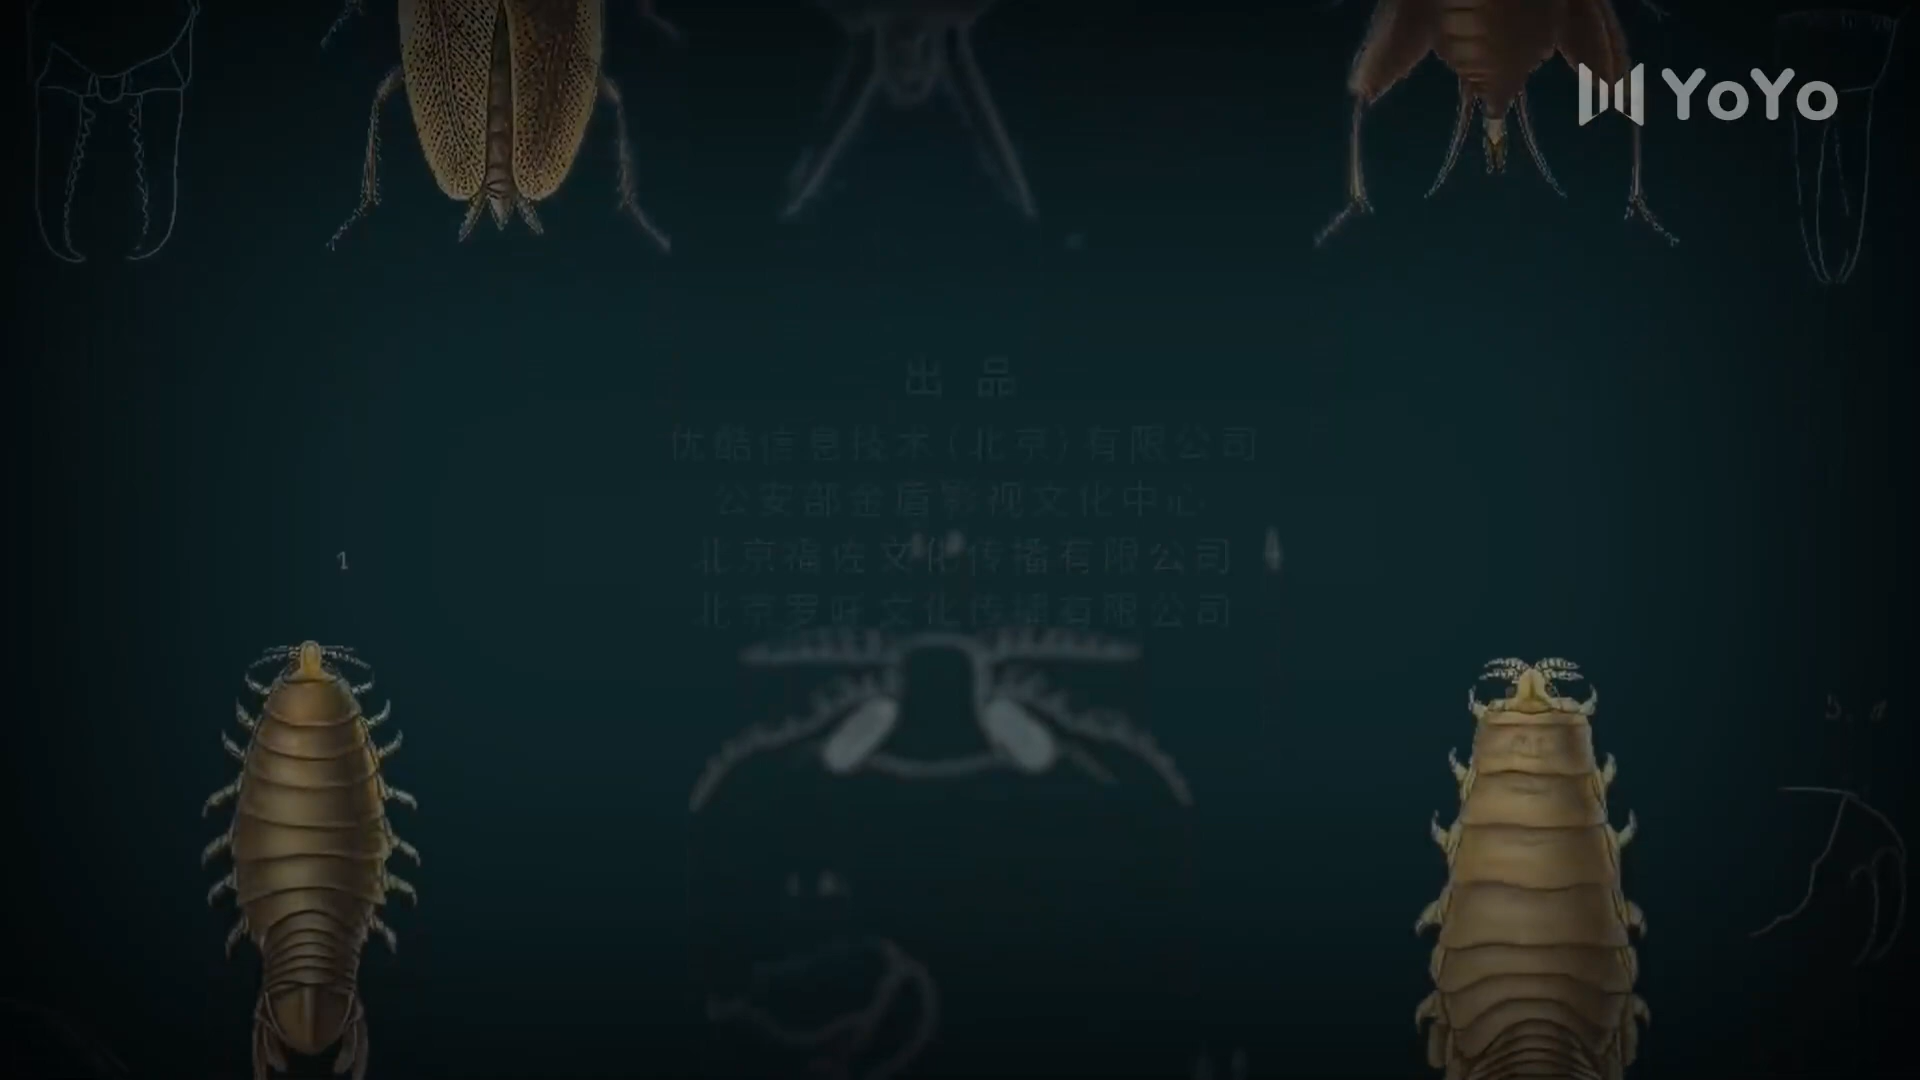 YoYo
出品
优酷信息技术(北京)有限公司
公安部金盾影视文化中心
1
北京福佐文化传播有限公司
北京罗吒文化传播有限公司